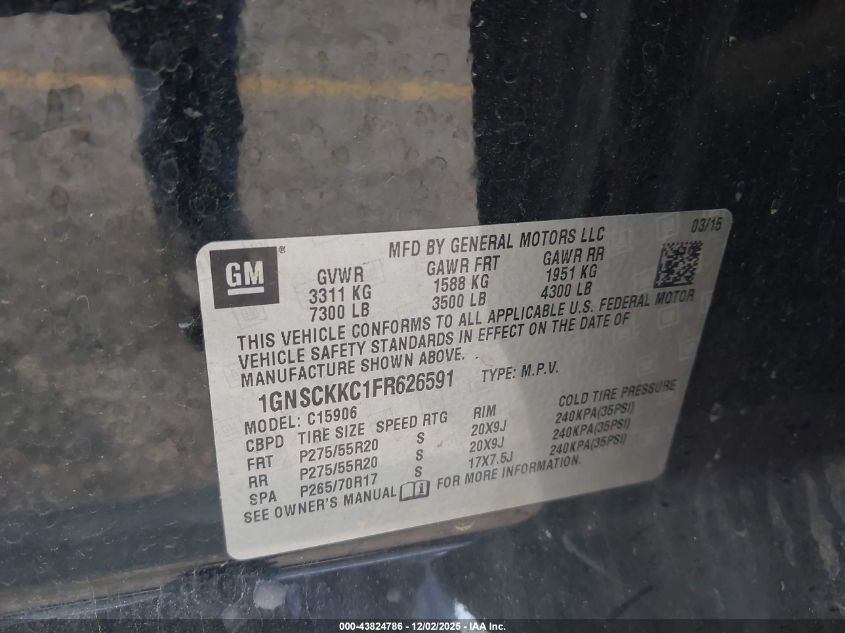 GM ®
MFD BY GENERAL MOTORS LLC
03/15
GVWR GAWR FRT GAWR RR
3311 KG 1588 KG 1951 KG
7300 LB 3500 LB 4300 LB
THIS VEHICLE CONFORMS TO ALL APPLICABLE U.S. FEDERAL MOTOR
VEHICLE SAFETY STANDARDS IN EFFECT ON THE DATE OF
MANUFACTURE SHOWN ABOVE.
1GNSCKKC1FR626591 TYPE: M.P.V.
MODEL: C15906
CBPD TIRE SIZE SPEED RTG RIM COLD TIRE PRESSURE
FRT P275/55R20 S 20X9J 240KPA(35PSI)
RR P275/55R20 S 20X9J 240KPA(35PSI)
SPA P265/70R17 S 17X7.5J 240KPA(35PSI)
SEE OWNER'S MANUAL FOR MORE INFORMATION.
000-43824786 - 12/02/2025 - IAA Inc.